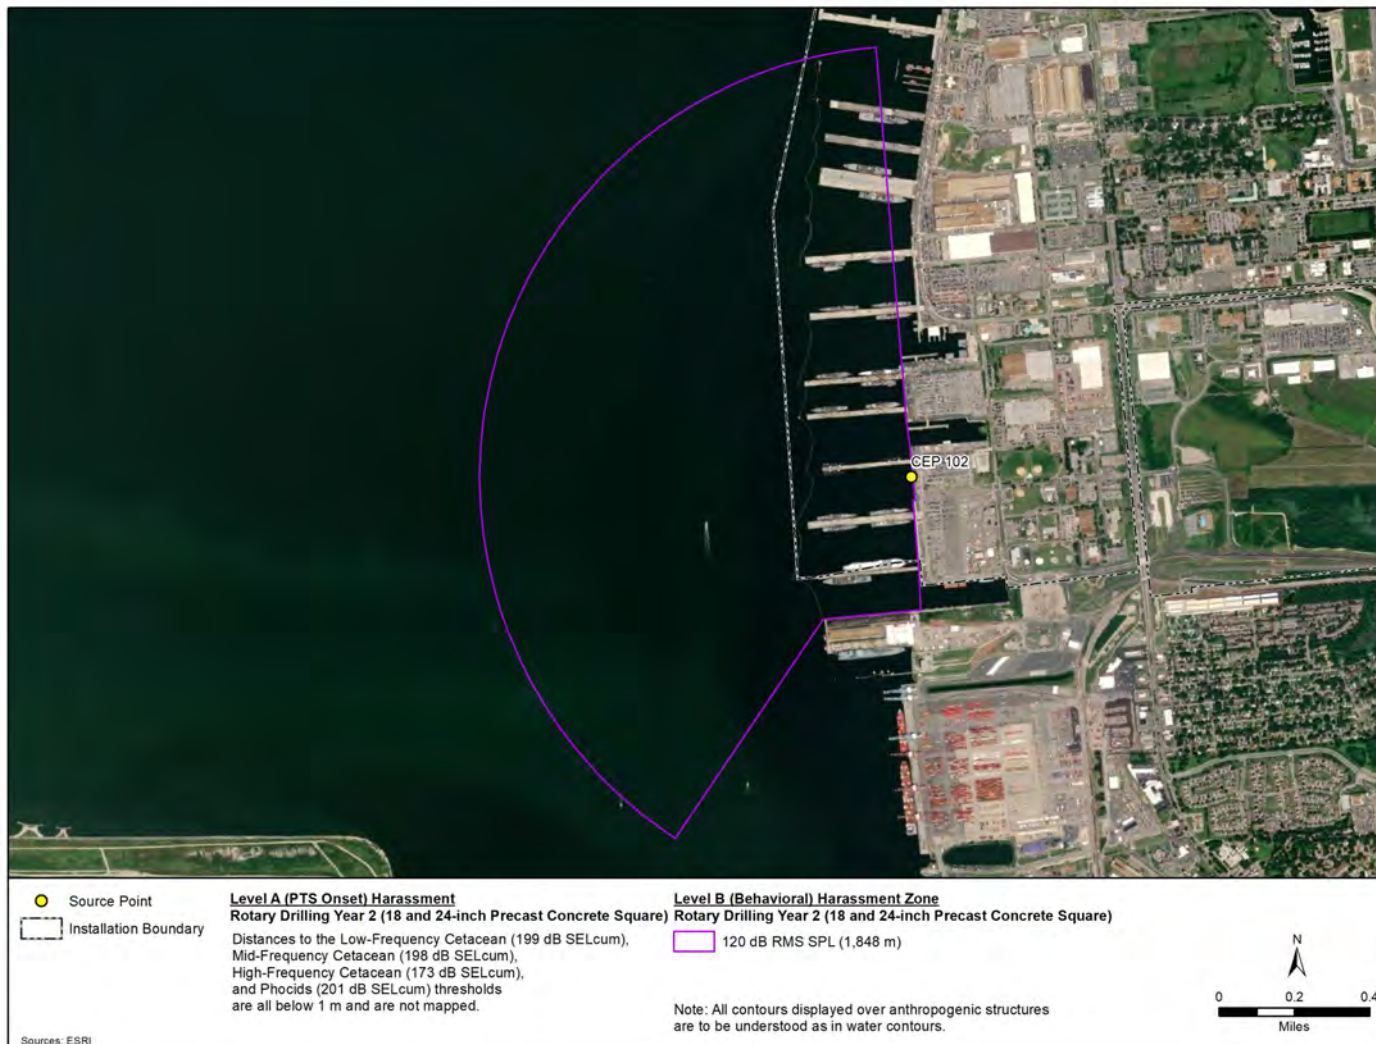 CEP 102
Source Point
Installation Boundary
Level A (PTS Onset) Harassment
Rotary Drilling Year 2 (18 and 24-inch Precast Concrete Square)
Distances to the Low-Frequency Cetacean (199 dB SELcum),
Mid-Frequency Cetacean (198 dB SELcum),
High-Frequency Cetacean (173 dB SELcum),
and Phocids (201 dB SELcum) thresholds
are all below 1 m and are not mapped.
Level B (Behavioral) Harassment Zone
Rotary Drilling Year 2 (18 and 24-inch Precast Concrete Square)
120 dB RMS SPL (1,848 m)
Note: All contours displayed over anthropogenic structures
are to be understood as in water contours.
N
0 0.2 0.4
Miles
Sources: ESRI